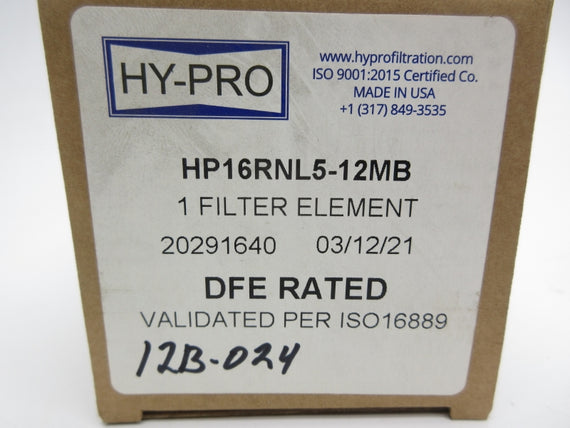 HY-PRO
www.hyprofiltration.com
ISO 9001:2015 Certified Co.
MADE IN USA
+1 (317) 849-3535
HP16RNL5-12MB
1 FILTER ELEMENT
20291640 03/12/21
DFE RATED
VALIDATED PER ISO16889
12B-024